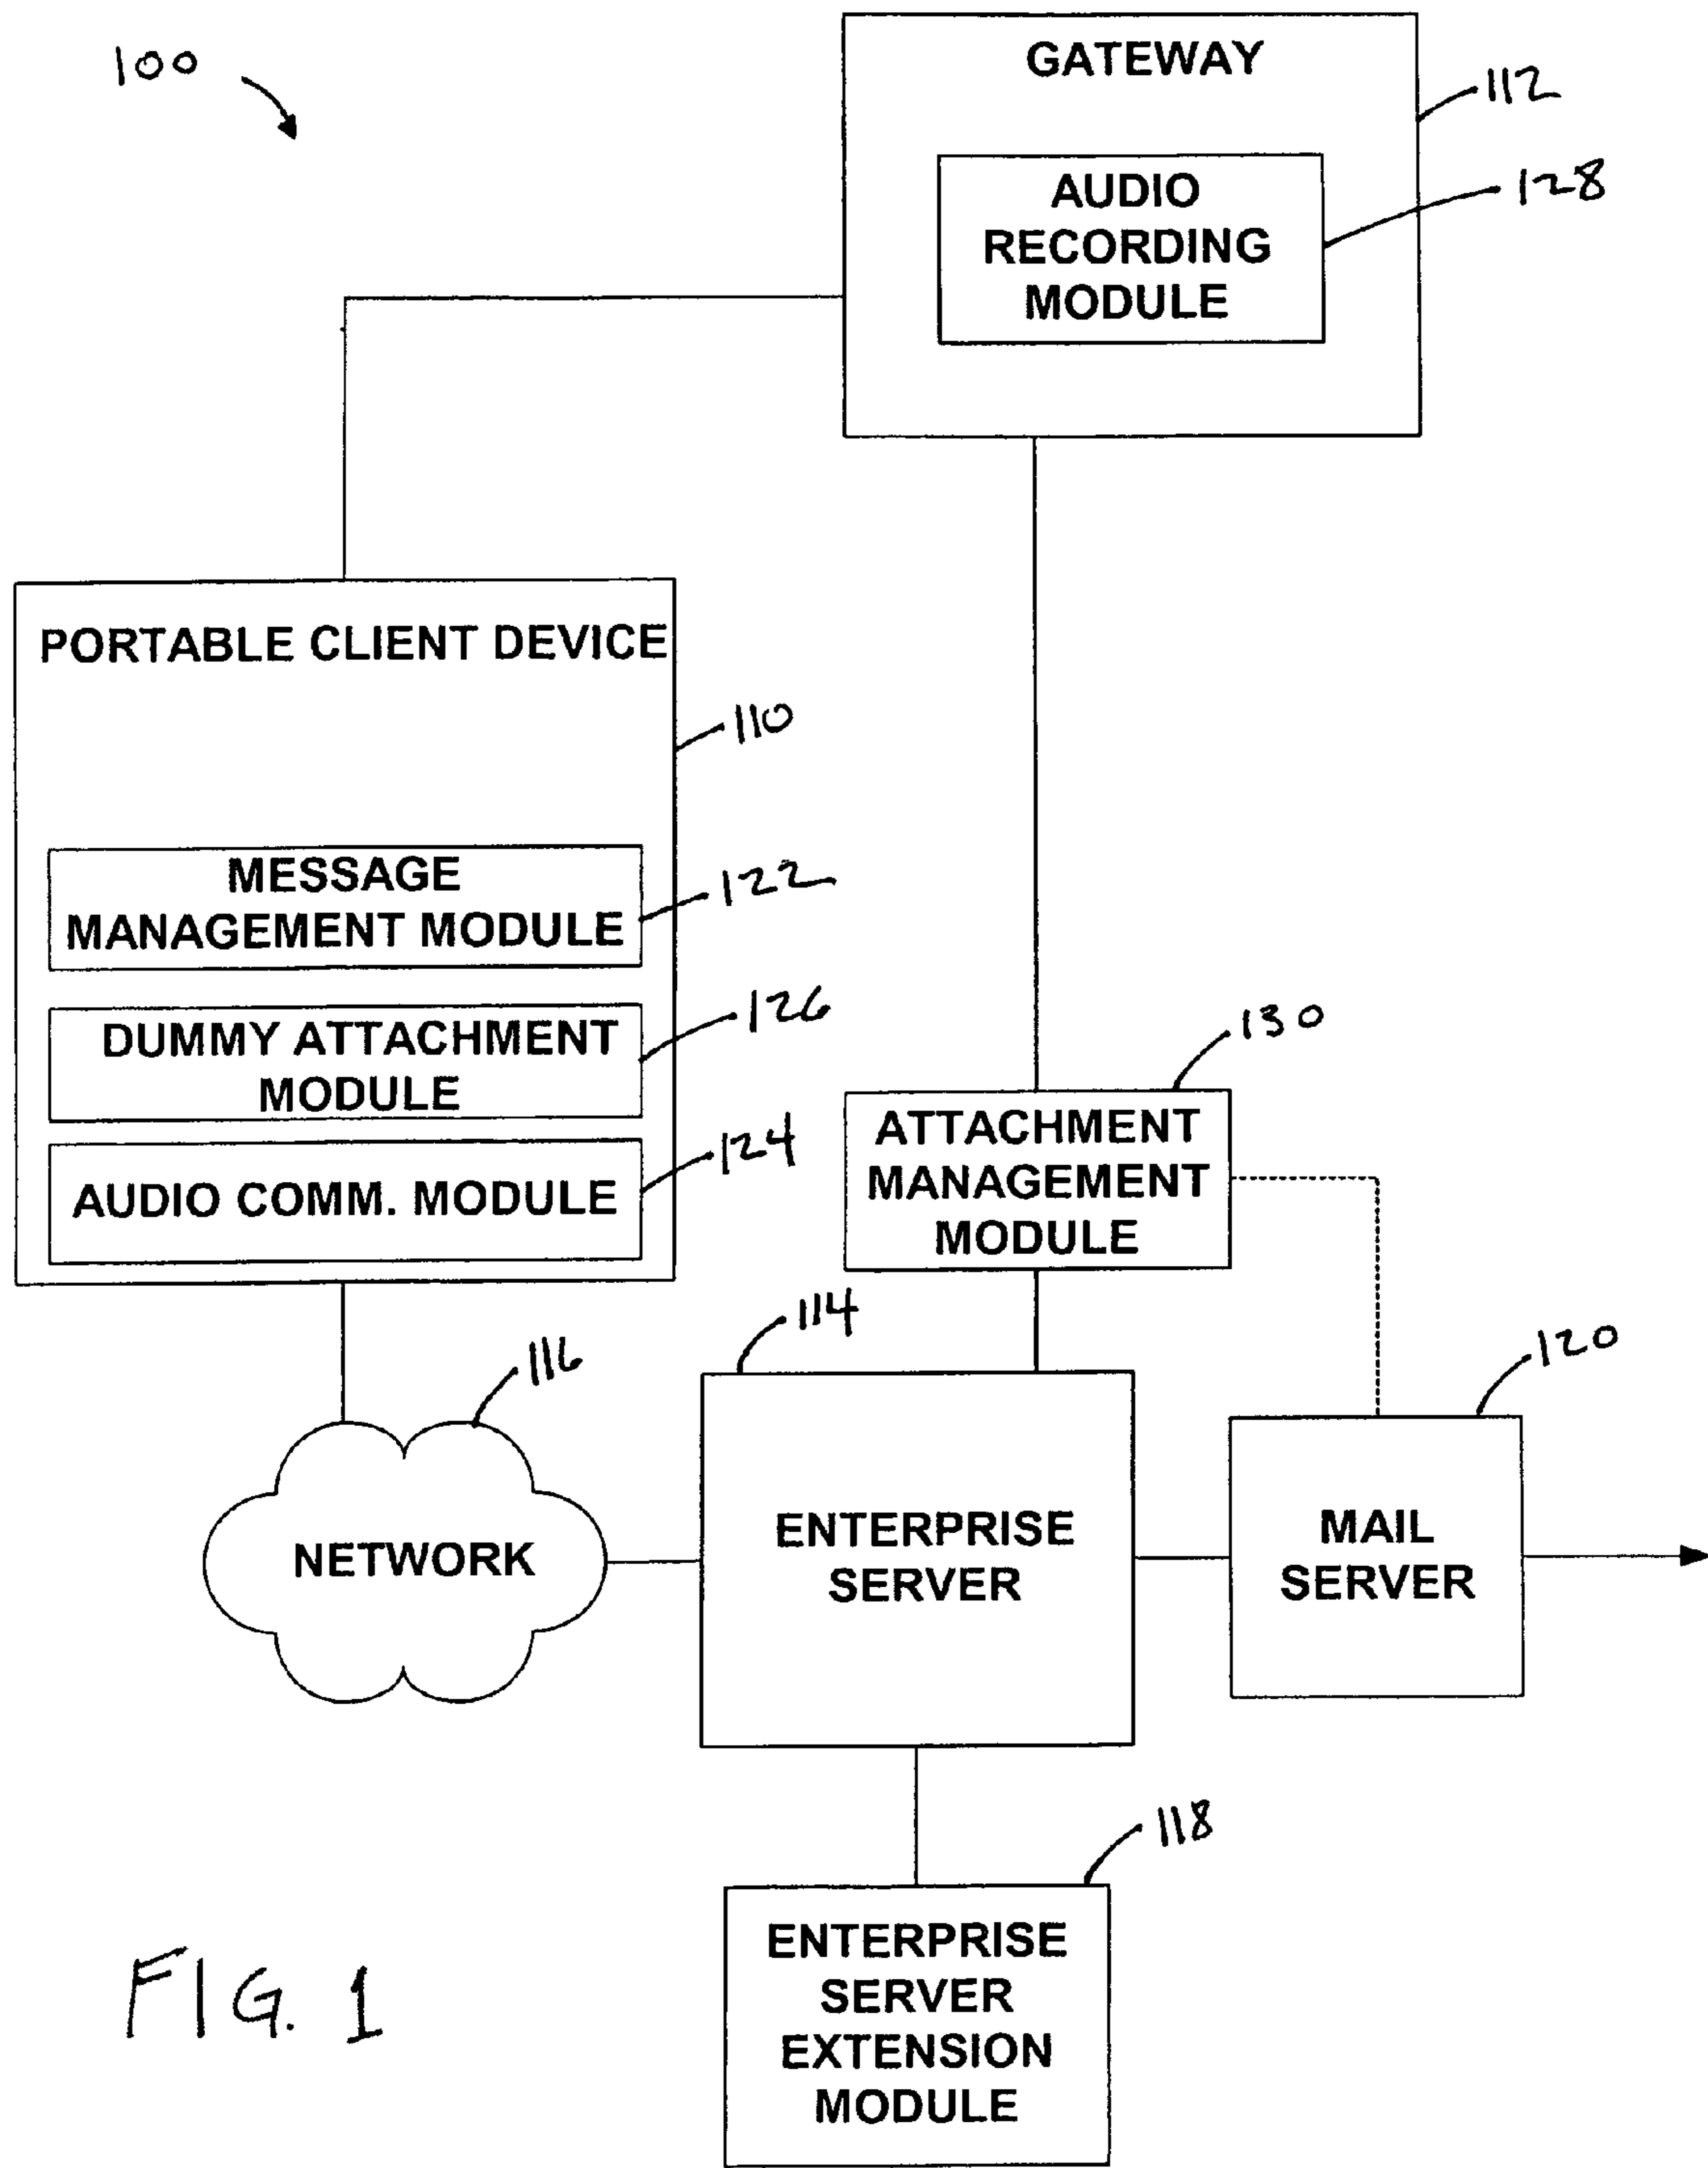 100
GATEWAY
112
AUDIO
RECORDING
MODULE
128
PORTABLE CLIENT DEVICE
110
MESSAGE
MANAGEMENT MODULE
122
DUMMY ATTACHMENT
MODULE
126
AUDIO COMM. MODULE
124
130
ATTACHMENT
MANAGEMENT
MODULE
114
116
120
NETWORK
ENTERPRISE
SERVER
MAIL
SERVER
118
ENTERPRISE
SERVER
EXTENSION
MODULE
FIG. 1